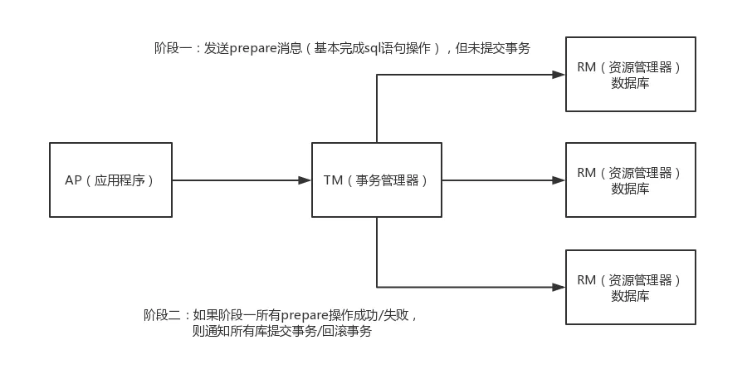 阶段一：发送prepare消息（基本完成sql语句操作），但未提交事务
RM（资源管理器）
数据库
AP（应用程序）
TM（事务管理器）
RM（资源管理器）
数据库
RM（资源管理器）
数据库
阶段二：如果阶段一所有prepare操作成功/失败，
则通知所有库提交事务/回滚事务